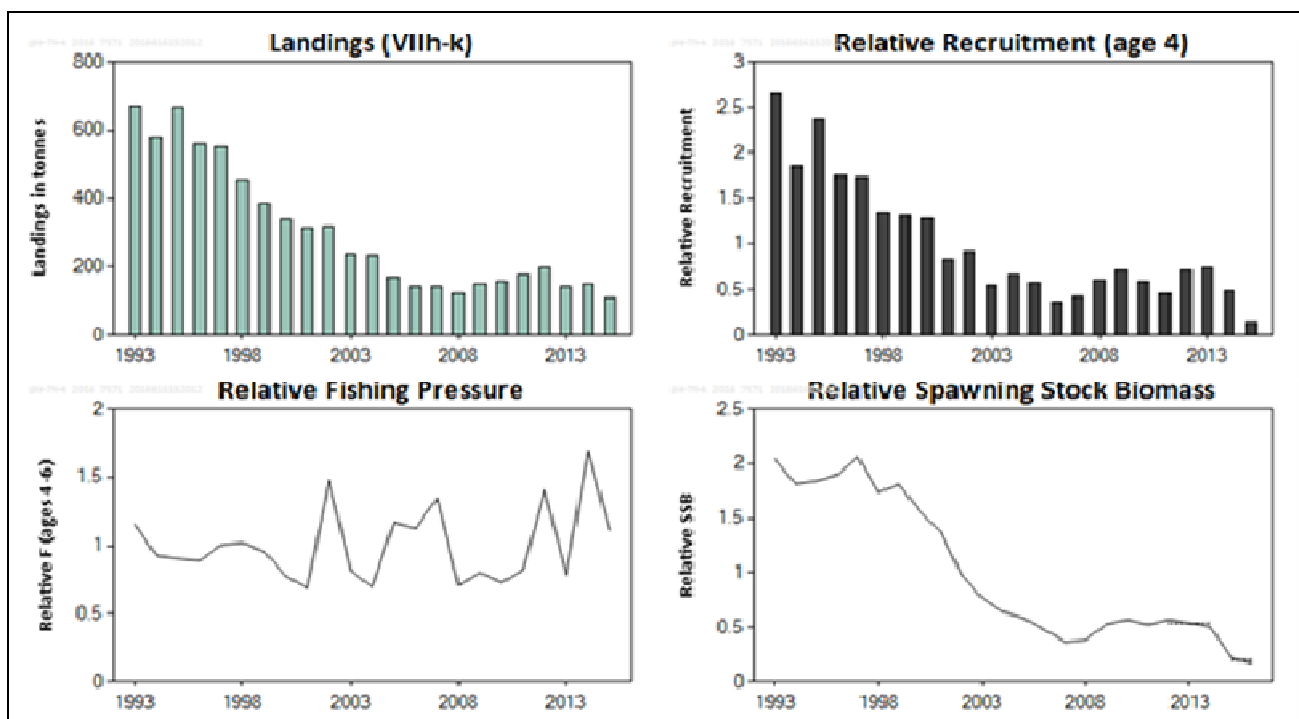 Landings (VIIh-k)
Landings in tonnes
800
600
400
200
0
1993 1998 2003 2008 2013
Relative Recruitment (age 4)
Relative Recruitment
3
2.5
2
1.5
1
0.5
0
1993 1998 2003 2008 2013
Relative Fishing Pressure
Relative F (ages 4-6)
2
1.5
1
0.5
0
1993 1998 2003 2008 2013
Relative Spawning Stock Biomass
Relative SSB
2.5
2
1.5
1
0.5
0
1993 1998 2003 2008 2013